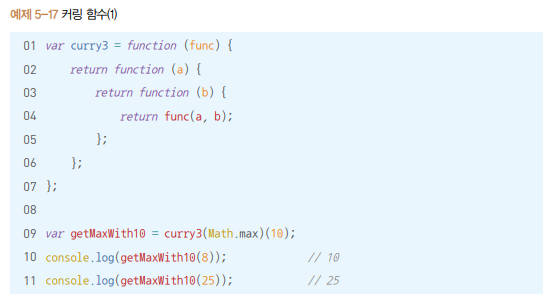 예제 5-17 커링 함수(1)
01 var curry3 = function (func) {
02     return function (a) {
03         return function (b) {
04             return func(a, b);
05         };
06     };
07 };
08
09 var getMaxWith10 = curry3(Math.max)(10);
10 console.log(getMaxWith10(8));          // 10
11 console.log(getMaxWith10(25));         // 25